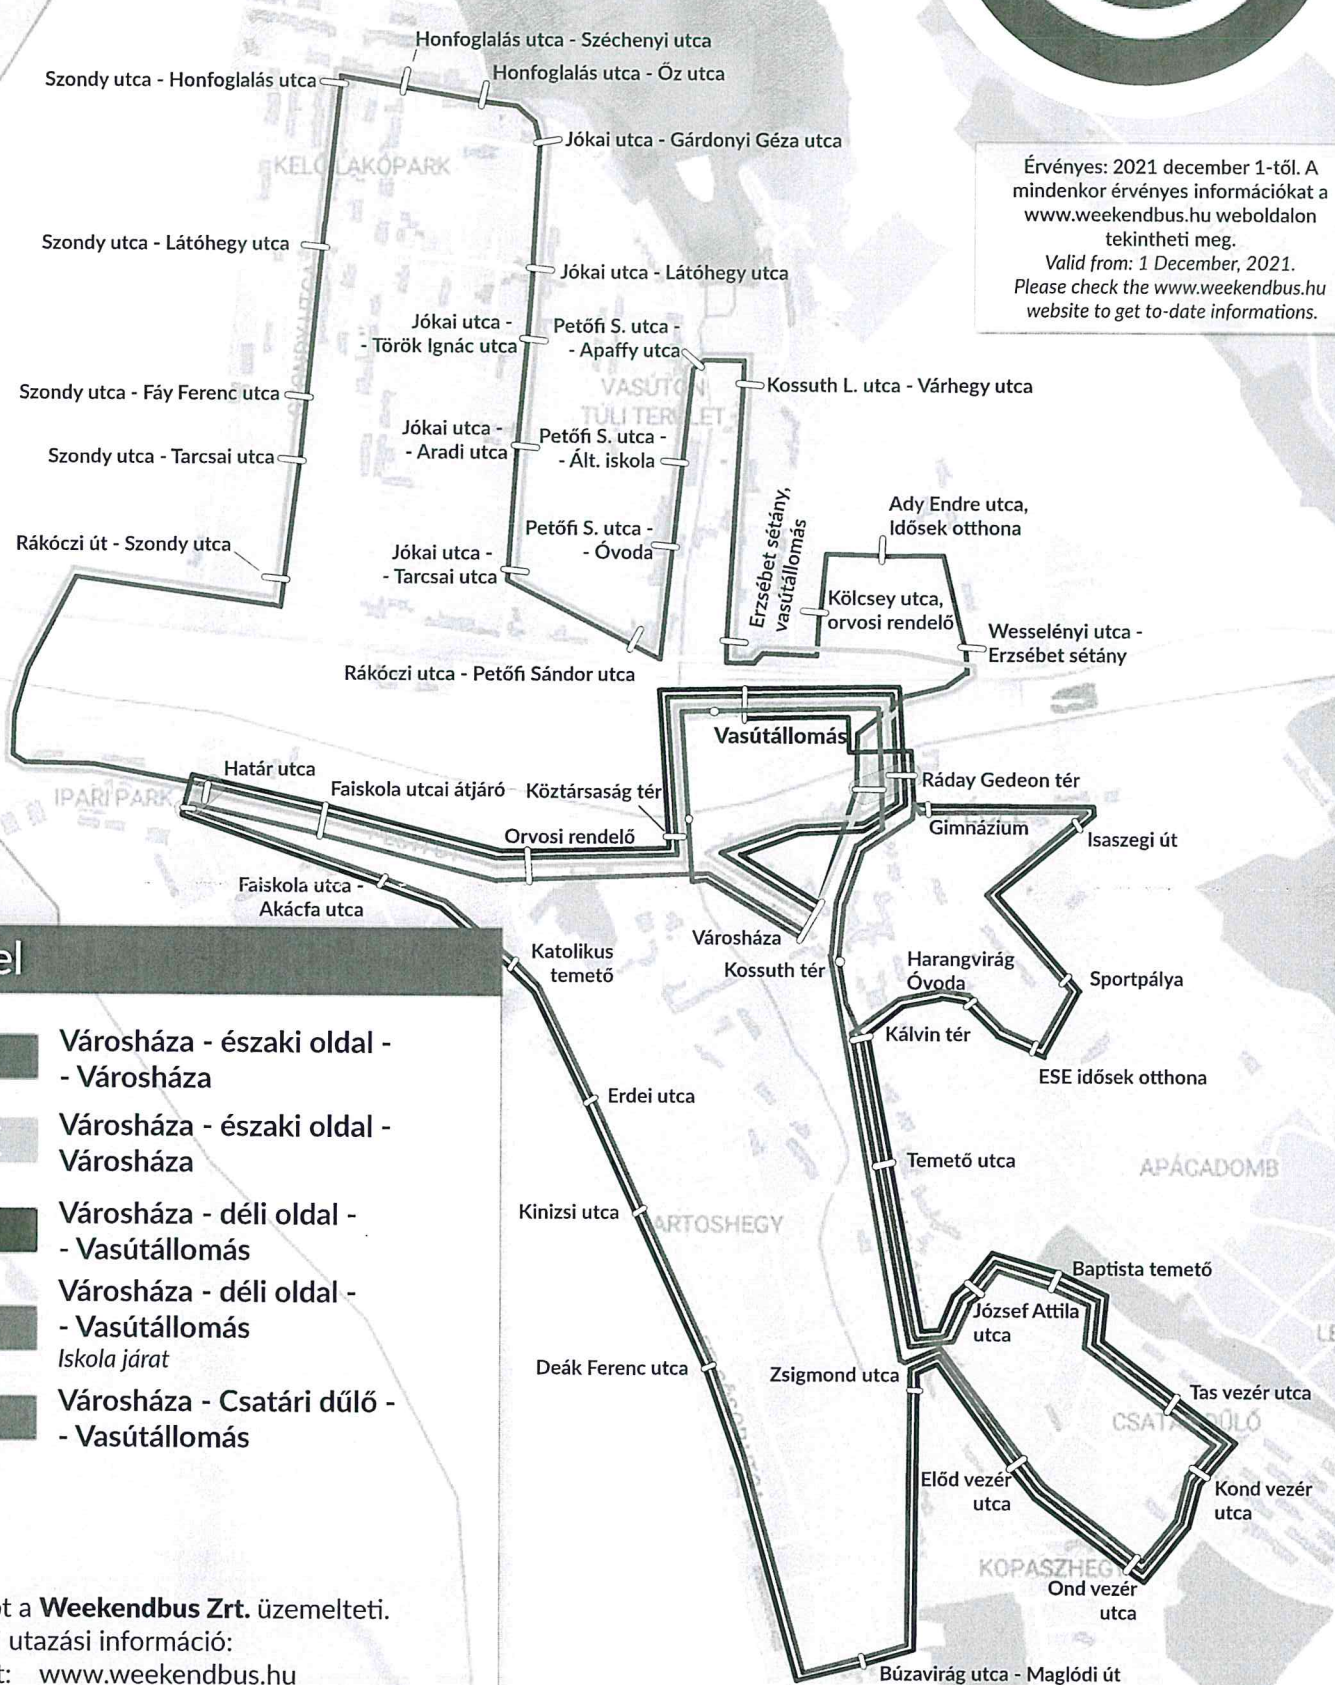 Honfoglalás utca - Széchenyi utca
Szondy utca - Honfoglalás utca
Honfoglalás utca - Őz utca
Jókai utca - Gárdonyi Géza utca
Érvényes: 2021 december 1-től. A
mindenkor érvényes információkat a
www.weekendbus.hu weboldalon
tekintheti meg.
Valid from: 1 December, 2021.
Please check the www.weekendbus.hu
website to get to-date informations.
Szondy utca - Látóhegy utca
Jókai utca - Látóhegy utca
Jókai utca -
- Török Ignác utca
Petőfi S. utca -
- Apaffy utca
VASÚTON
TÚLI TERÜLET
Kossuth L. utca - Várhegy utca
Szondy utca - Fáy Ferenc utca
Jókai utca -
- Aradi utca
Petőfi S. utca -
- Ált. iskola
Szondy utca - Tarcsai utca
Erzsébet sétány,
vasútállomás
Ady Endre utca,
Idősek otthona
Petőfi S. utca -
- Óvoda
Rákóczi út - Szondy utca
Jókai utca -
- Tarcsai utca
Kölcsey utca,
orvosi rendelő
Wesselényi utca -
Erzsébet sétány
Rákóczi utca - Petőfi Sándor utca
Vasútállomás
Határ utca
IPARI PARK
Faiskola utcai átjáró
Köztársaság tér
Ráday Gedeon tér
Orvosi rendelő
Gimnázium
Isaszegi út
Faiskola utca -
Akácfa utca
Városháza
Katolikus
temető
Kossuth tér
Harangvirág
Óvoda
Sportpálya
Kálvin tér
ESE idősek otthona
el
Városháza - északi oldal -
- Városháza
Városháza - északi oldal -
Városháza
Városháza - déli oldal -
- Vasútállomás
Városháza - déli oldal -
- Vasútállomás
Iskola járat
Városháza - Csatári dűlő -
- Vasútállomás
Erdei utca
Temető utca
APÁCADOMB
Kinizsi utca
ARTOSHEGY
Baptista temető
József Attila
utca
Deák Ferenc utca
Zsigmond utca
Tas vezér utca
Előd vezér
utca
Kond vezér
utca
KOPASZHEGY
Ond vezér
utca
Búzavirág utca - Maglódi út
t a Weekendbus Zrt. üzemelteti.
utazási információ:
t: www.weekendbus.hu